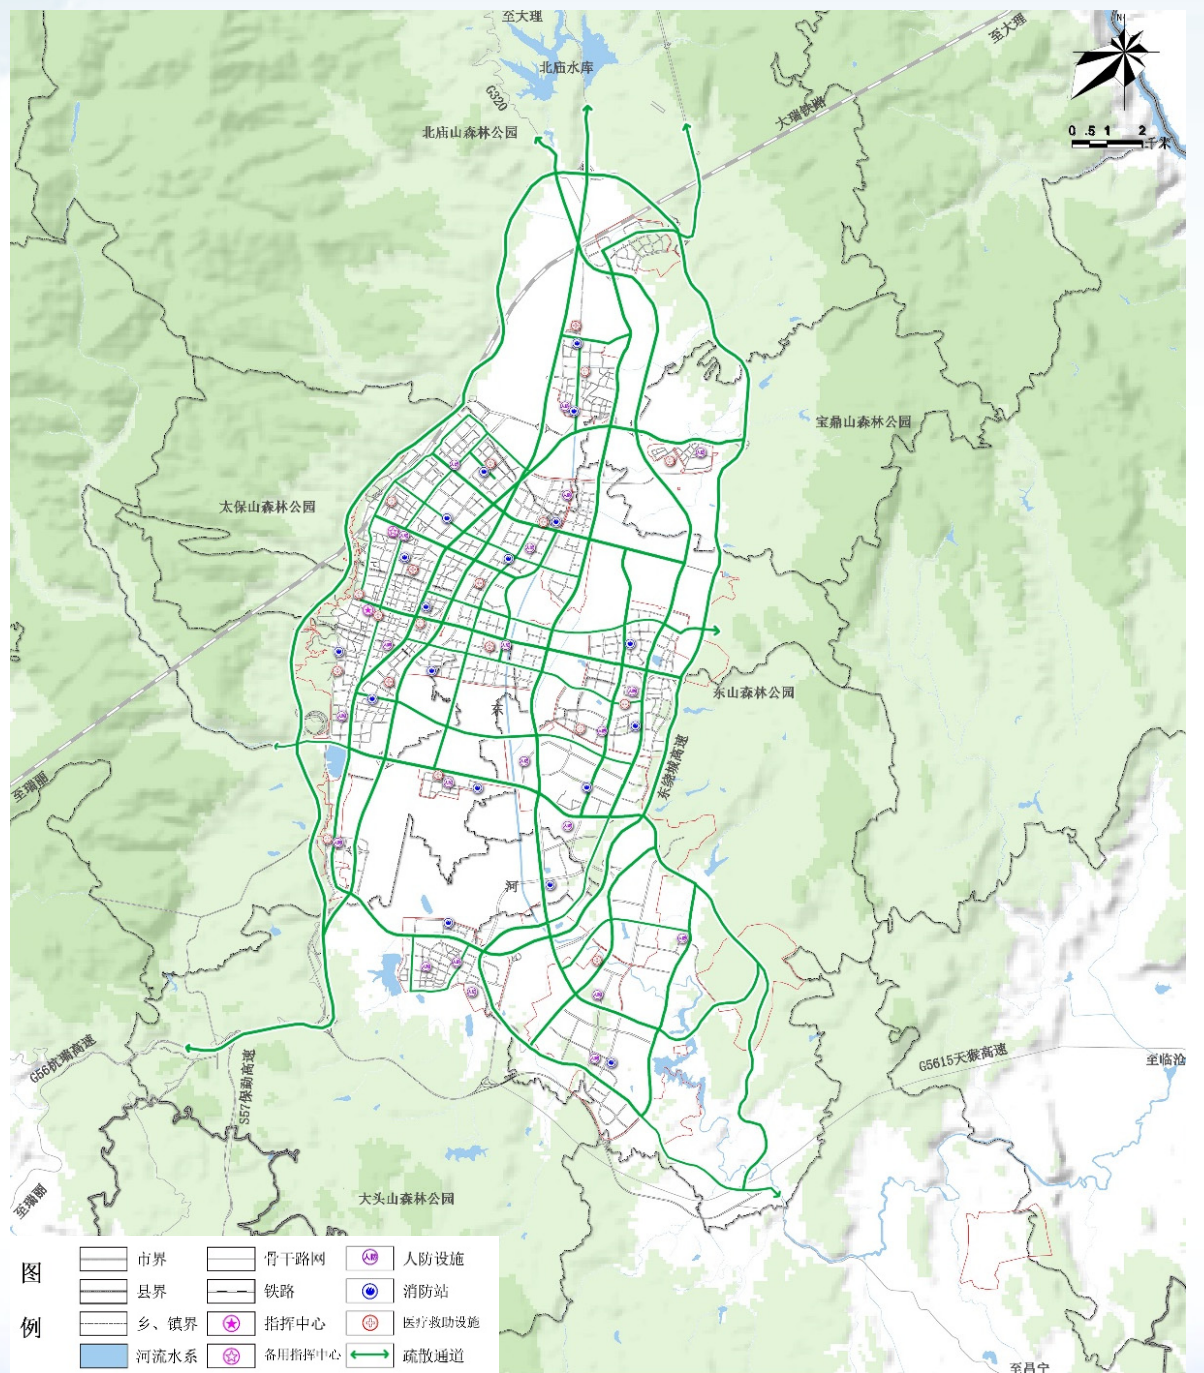 至大理
至大理
N
北庙水库
G320
大瑞铁路
北庙山森林公园
0 .5 1 2
千米
宝鼎山森林公园
太保山森林公园
东山森林公园
东
东绕城高速
至瑞丽
河
G56杭瑞高速
S57保勐高速
G5615天猴高速
至临沧
大头山森林公园
至瑞丽
至昌宁
图例
市界
骨干路网
人防设施
县界
铁路
消防站
乡、镇界
指挥中心
医疗救助设施
河流水系
备用指挥中心
疏散通道